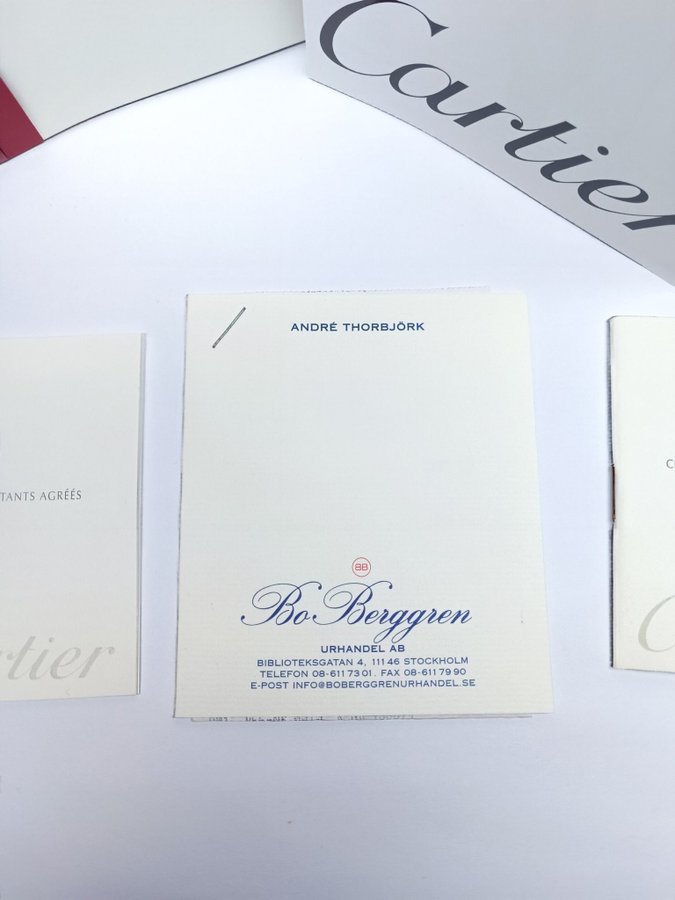 Cartier
ANDRÉ THORBJÖRK
TANTS AGRÉÉS
BB
Bo Berggren
URHANDEL AB
BIBLIOTEKSGATAN 4, 111 46 STOCKHOLM
TELEFON 08-611 73 01. FAX 08-611 79 90
E-POST INFO@BOBERGGRENURHANDEL.SE
rtier
C